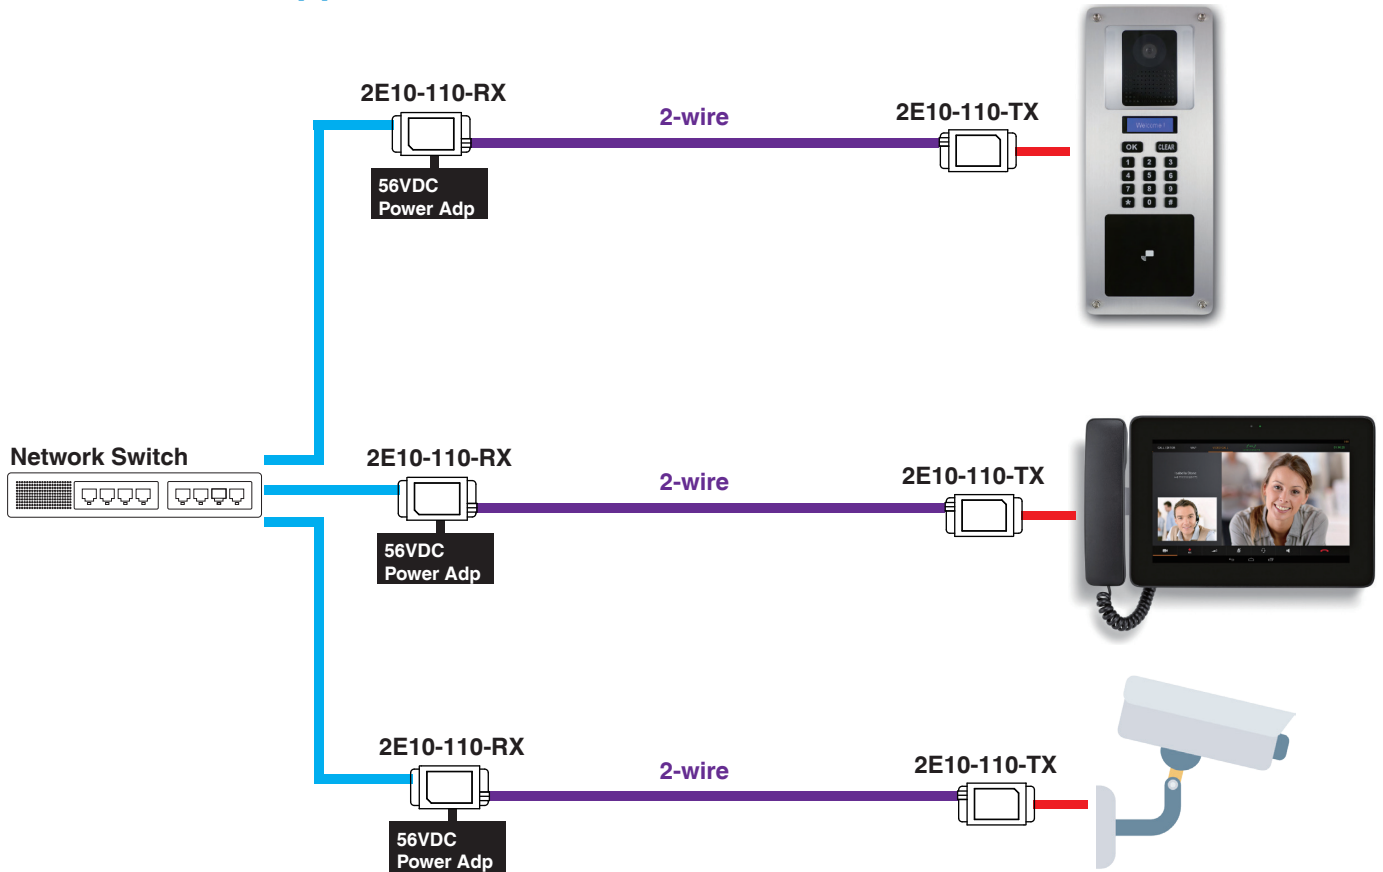 2E10-110-RX
2-wire
2E10-110-TX
56VDC
Power Adp
Welcome !
OK CLEAR
1 2 3
4 5 6
7 8 9
* 0 #
Network Switch
2E10-110-RX
2-wire
2E10-110-TX
56VDC
Power Adp
2E10-110-RX
2-wire
2E10-110-TX
56VDC
Power Adp